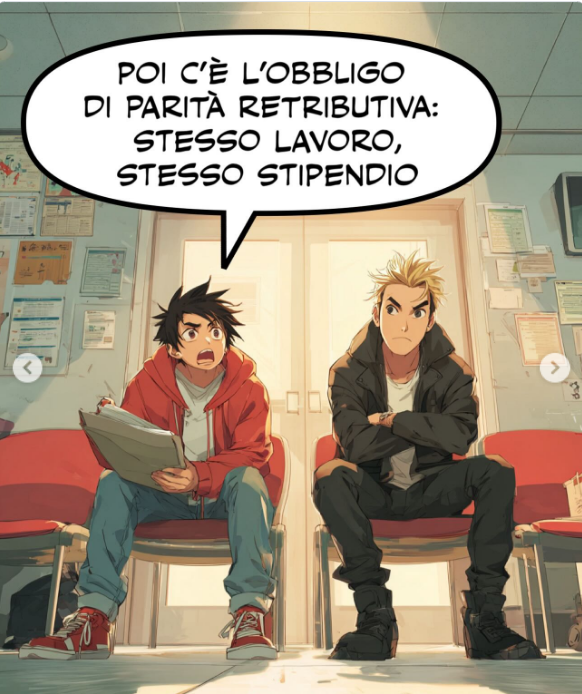 POI C'È L'OBBLIGO
DI PARITÀ RETRIBUTIVA:
STESSO LAVORO,
STESSO STIPENDIO